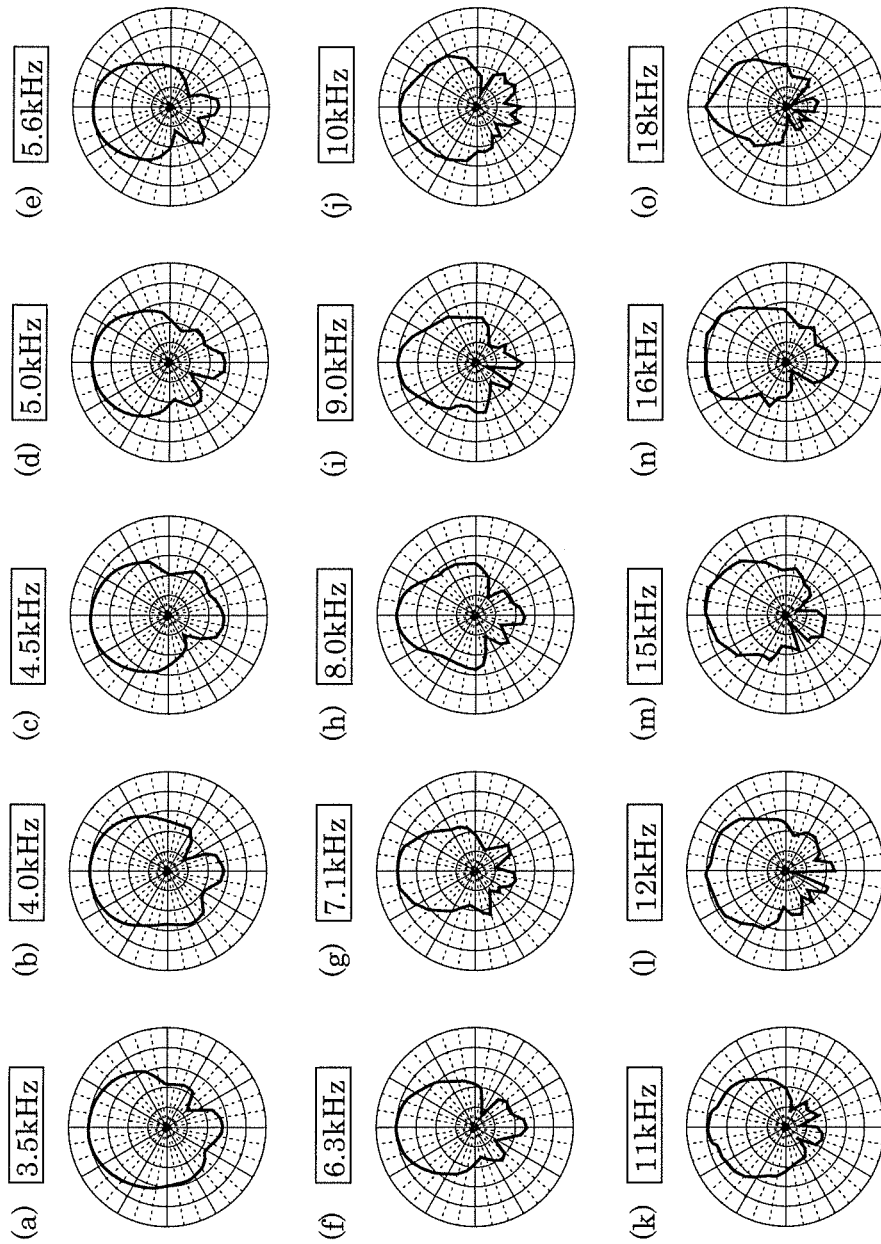 (a) 3.5kHz
(b) 4.0kHz
(c) 4.5kHz
(d) 5.0kHz
(e) 5.6kHz
(f) 6.3kHz
(g) 7.1kHz
(h) 8.0kHz
(i) 9.0kHz
(j) 10kHz
(k) 11kHz
(l) 12kHz
(m) 15kHz
(n) 16kHz
(o) 18kHz